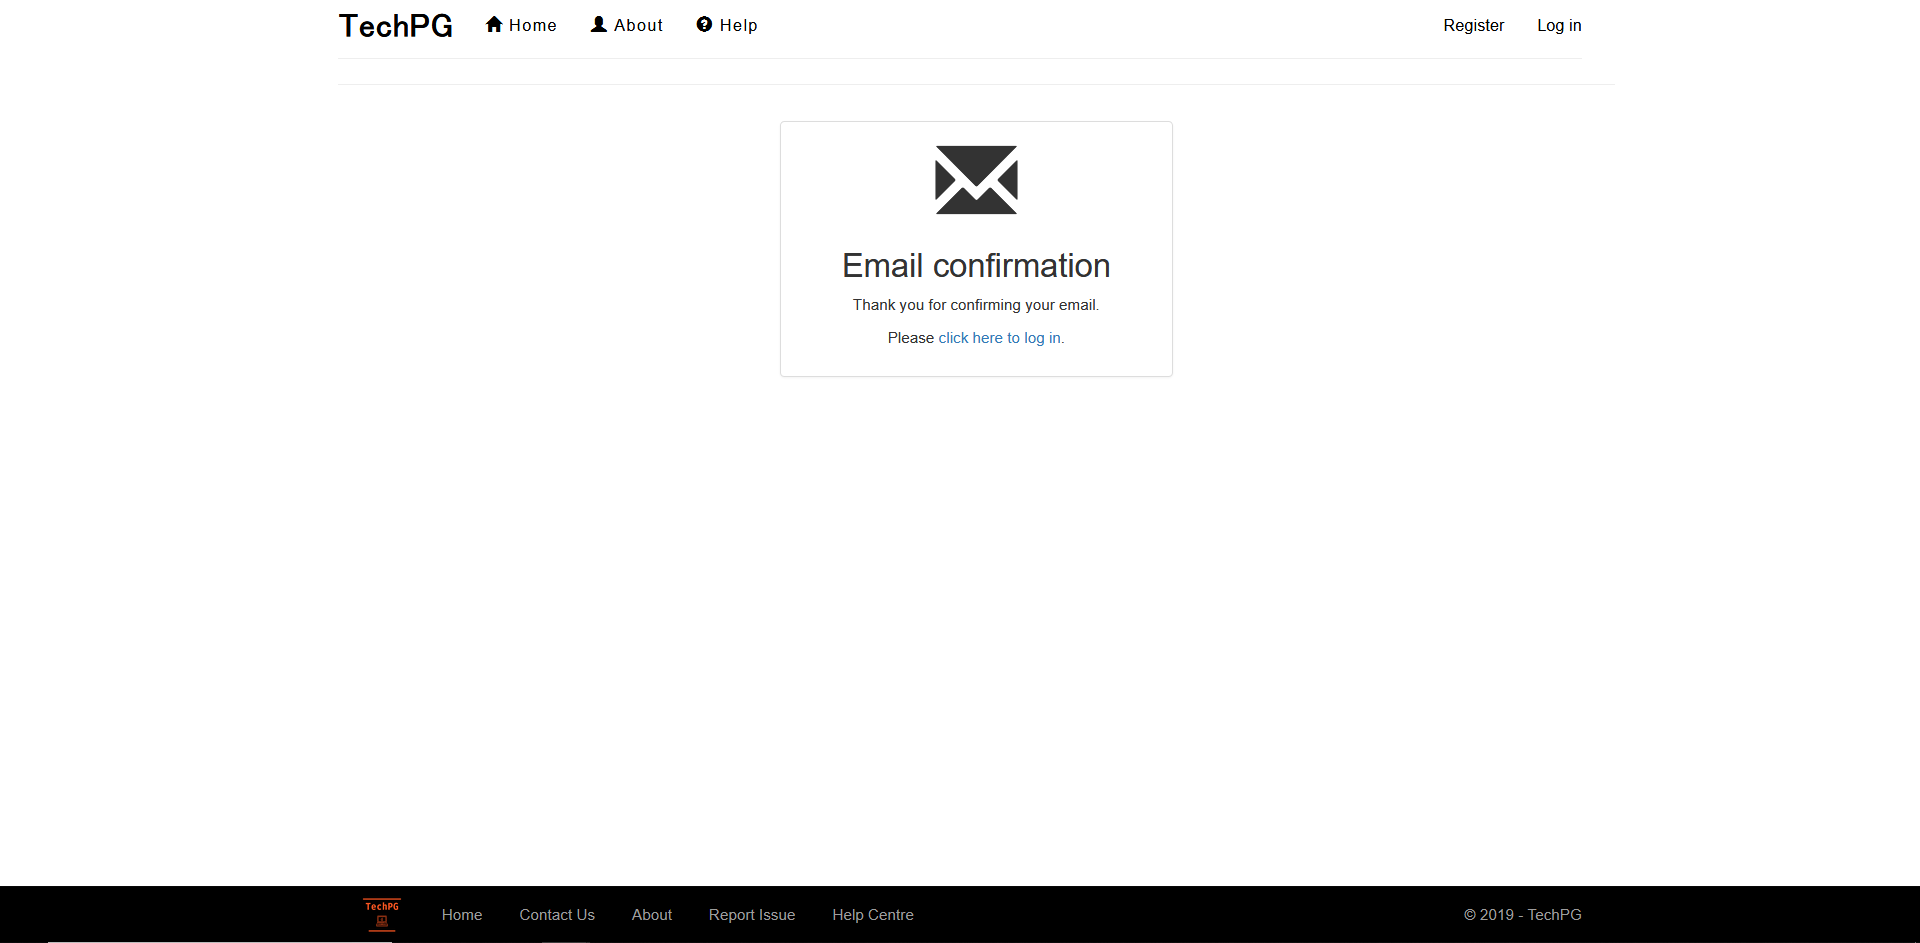 TechPG Home About Help Register Log in
Email confirmation
Thank you for confirming your email.
Please click here to log in.
TechPG
Home Contact Us About Report Issue Help Centre © 2019 - TechPG